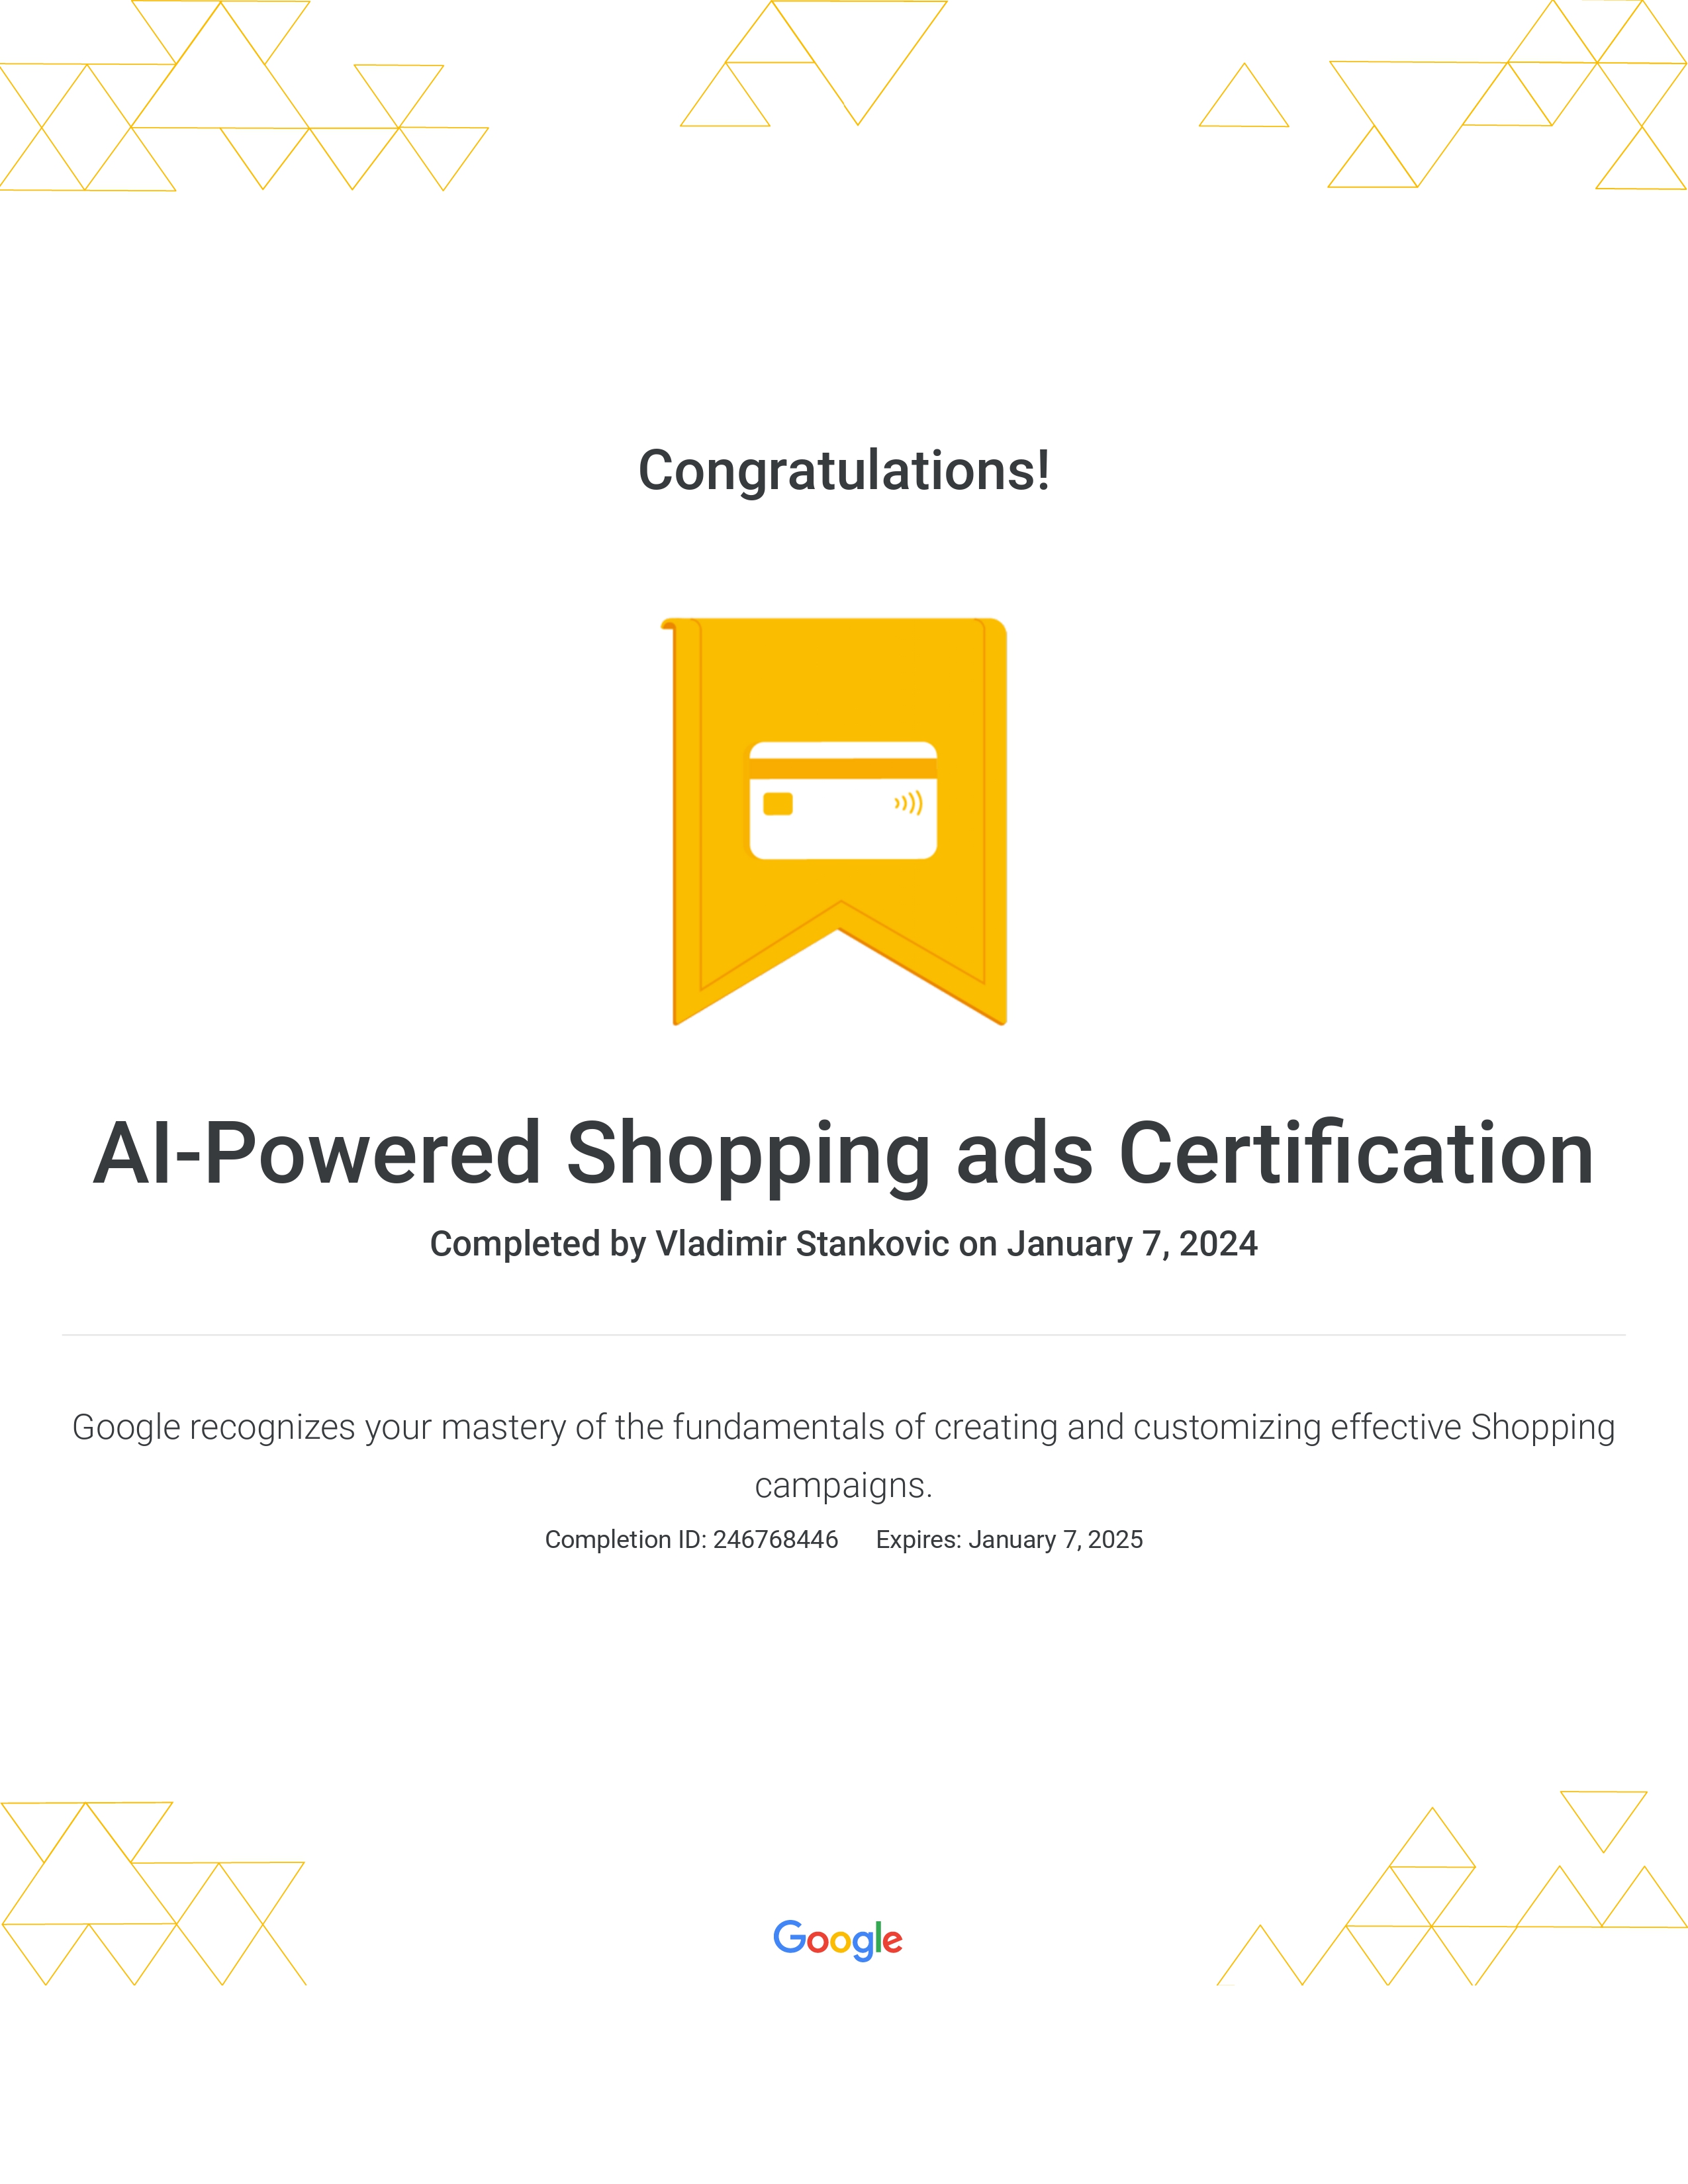 Congratulations!
AI-Powered Shopping ads Certification
Completed by Vladimir Stankovic on January 7, 2024
Google recognizes your mastery of the fundamentals of creating and customizing effective Shopping
campaigns.
Completion ID: 246768446 Expires: January 7, 2025
Google